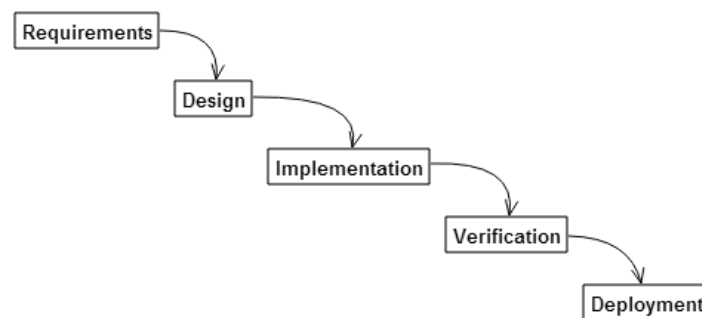 Requirements
Design
Implementation
Verification
Deployment